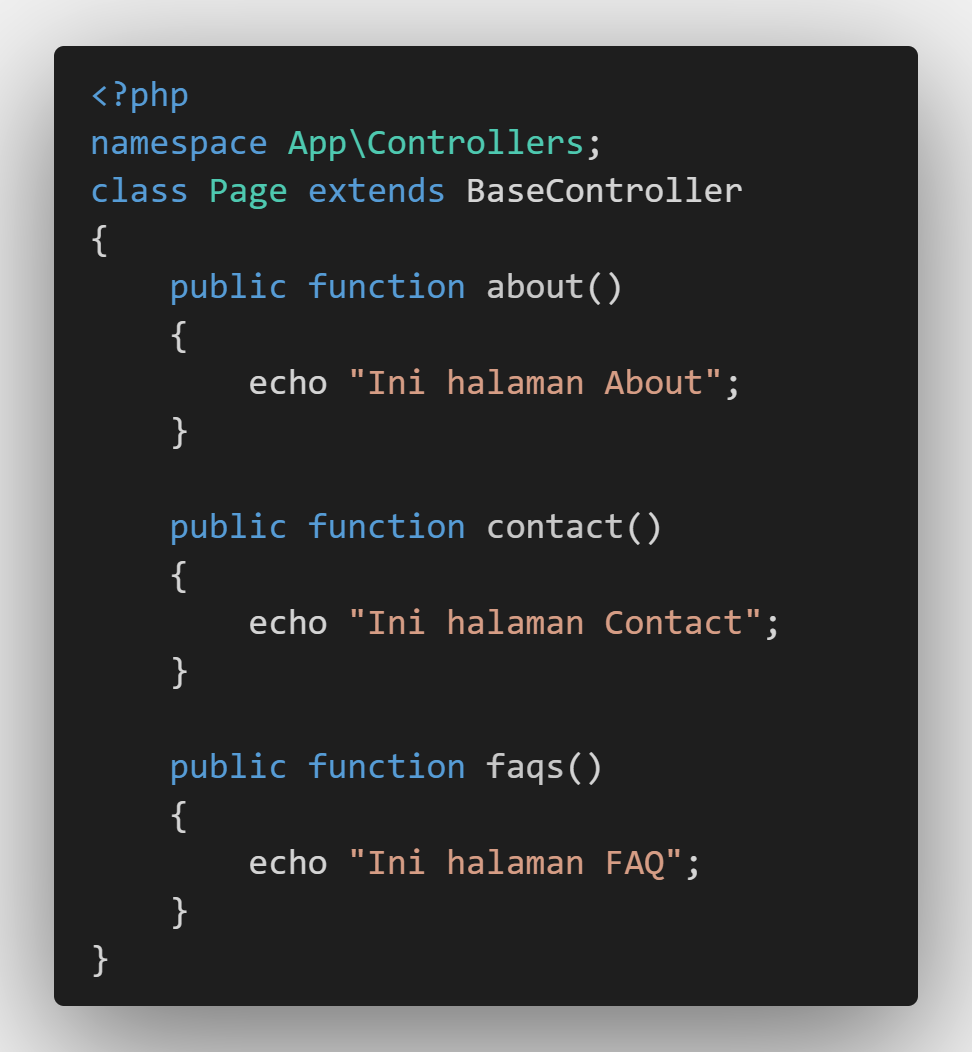 <?php
namespace App\Controllers;
class Page extends BaseController
{
    public function about()
    {
        echo "Ini halaman About";
    }

    public function contact()
    {
        echo "Ini halaman Contact";
    }

    public function faqs()
    {
        echo "Ini halaman FAQ";
    }
}